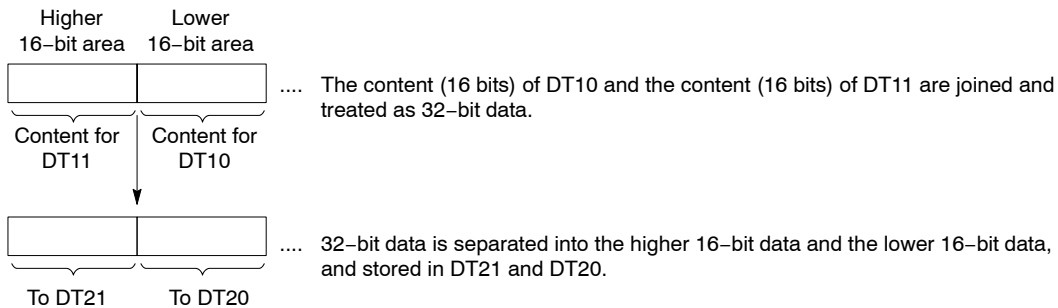 Higher
16−bit area
Lower
16−bit area
.... The content (16 bits) of DT10 and the content (16 bits) of DT11 are joined and
treated as 32−bit data.
Content for
DT11
Content for
DT10
.... 32−bit data is separated into the higher 16−bit data and the lower 16−bit data,
and stored in DT21 and DT20.
To DT21
To DT20